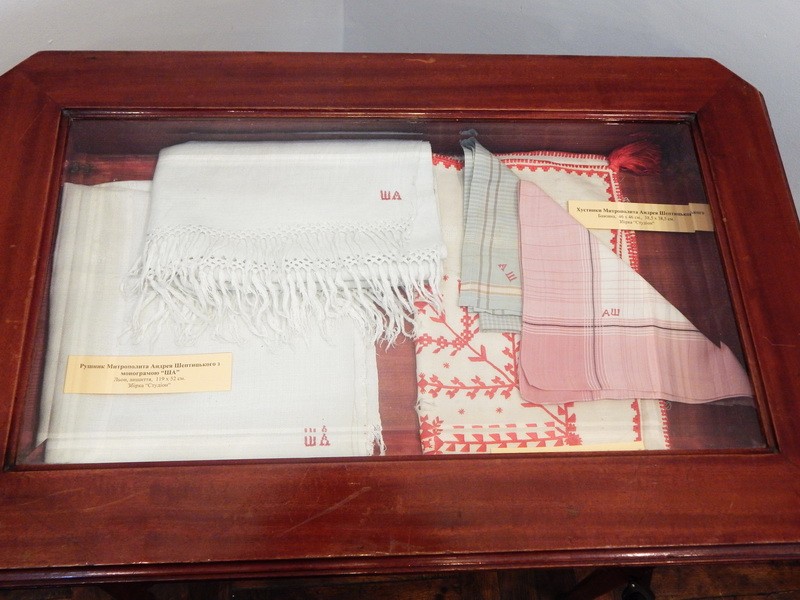 ША
Хустинки Митрополита Андрея Шептицького
Збірка "Студіон"
АШ
АШ
Рушник Митрополита Андрея Шептицького з
монограмою "ША"
Льон, вишиття, 119 х 52 см.
Збірка "Студіон"
ША